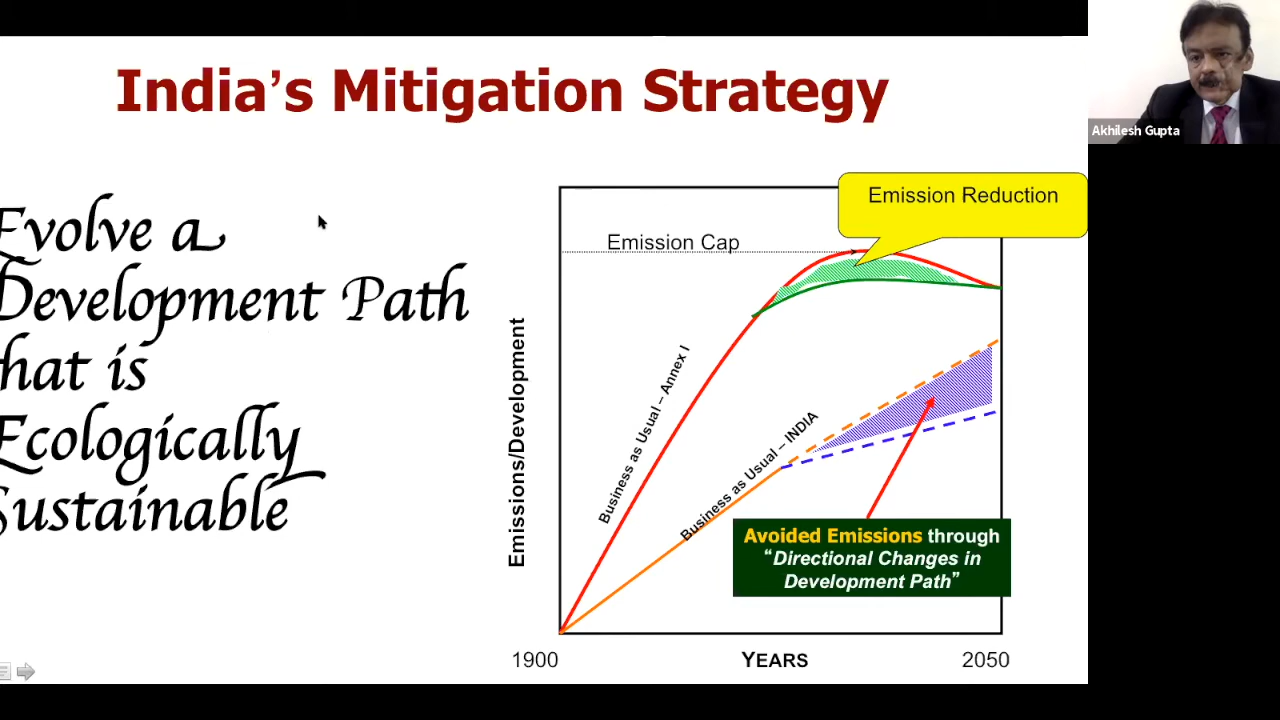 India’s Mitigation Strategy
Akhilesh Gupta
Evolve a
Development Path
that is
Ecologically
Sustainable
Emission Reduction
Emission Cap
Emissions/Development
Business as Usual – Annex I
Business as Usual – INDIA
Avoided Emissions through
“Directional Changes in
Development Path”
1900
YEARS
2050